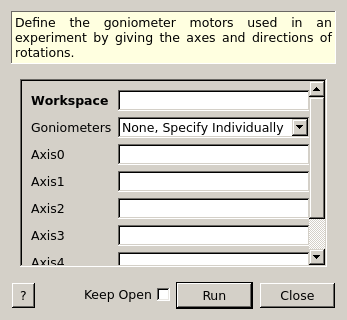 Define the goniometer motors used in an
experiment by giving the axes and directions of
rotations.
Workspace
Goniometers None, Specify Individually
Axis0
Axis1
Axis2
Axis3
Axis4
? Keep Open Run Close